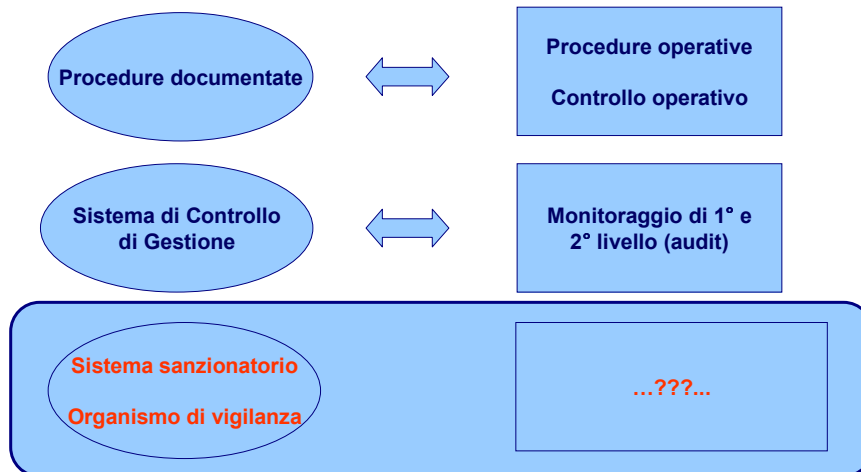 Procedure documentate
Procedure operative
Controllo operativo
Sistema di Controllo
di Gestione
Monitoraggio di 1° e
2° livello (audit)
Sistema sanzionatorio
Organismo di vigilanza
...???...